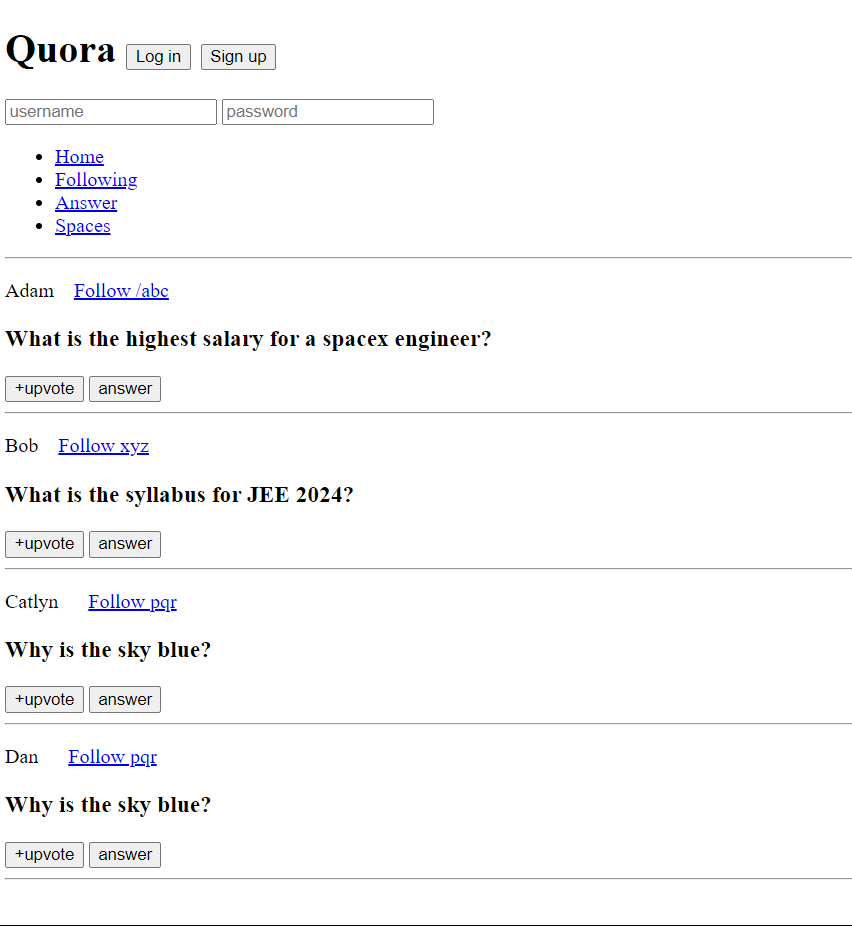 Quora Log in Sign up
username password
Home
Following
Answer
Spaces
Adam Follow /abc
What is the highest salary for a spacex engineer?
+upvote answer
Bob Follow xyz
What is the syllabus for JEE 2024?
+upvote answer
Catlyn Follow pqr
Why is the sky blue?
+upvote answer
Dan Follow pqr
Why is the sky blue?
+upvote answer